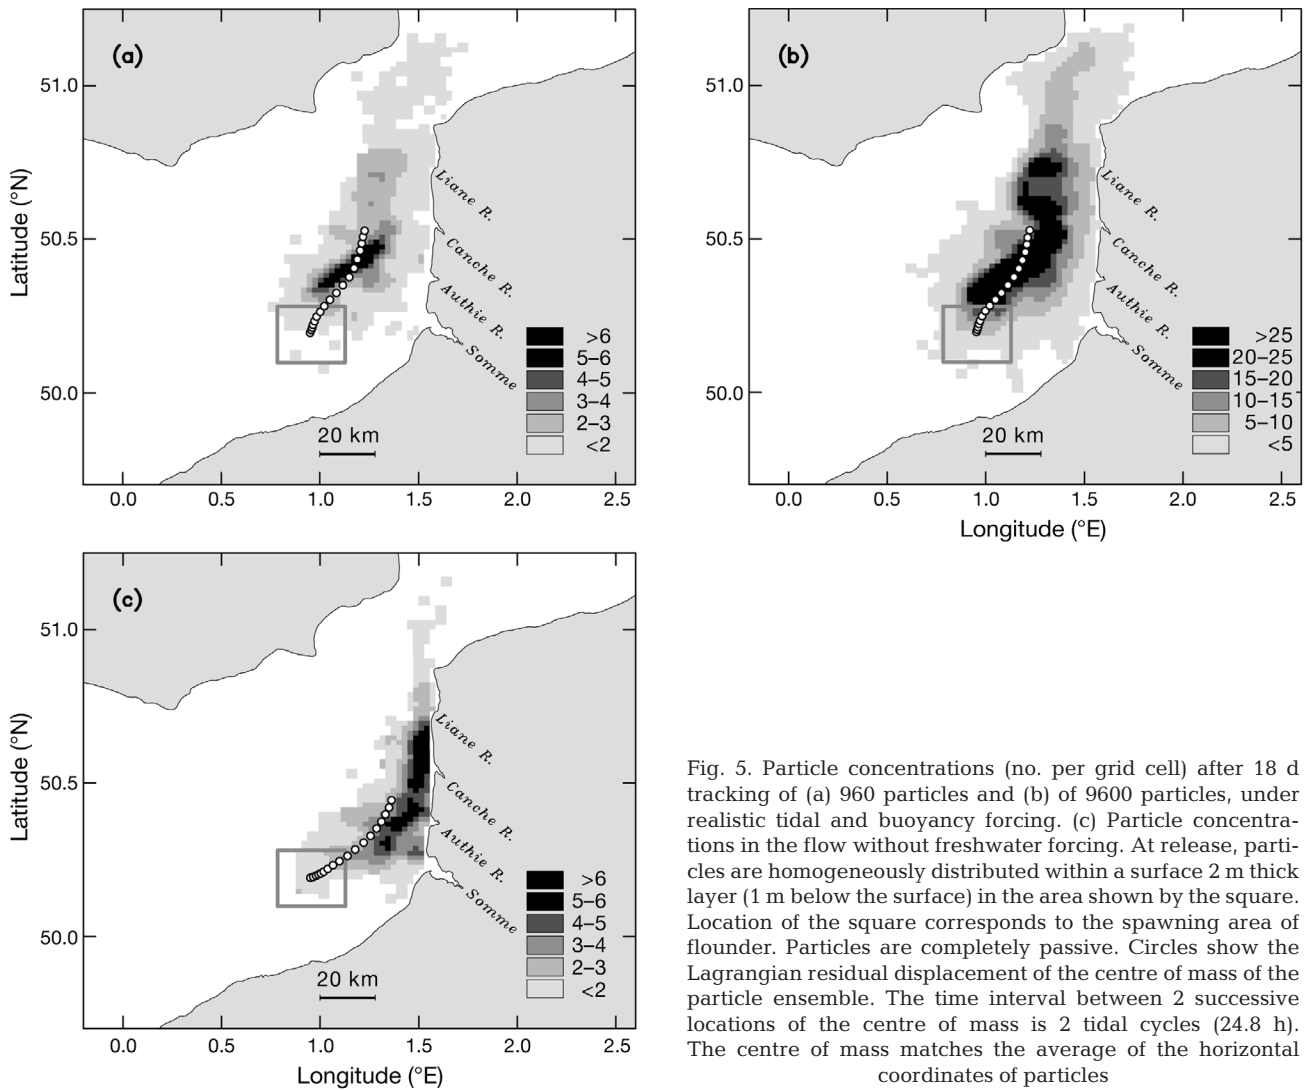 (a)
51.0
50.5
50.0
Latitude (°N)
Liane R.
Canche R.
Authie R.
Somme
>6
5–6
4–5
3–4
2–3
<2
20 km
0.0 0.5 1.0 1.5 2.0 2.5
(b)
51.0
50.5
50.0
Liane R.
Canche R.
Authie R.
Somme
>25
20–25
15–20
10–15
5–10
<5
20 km
0.0 0.5 1.0 1.5 2.0 2.5
Longitude (°E)
(c)
51.0
50.5
50.0
Latitude (°N)
Liane R.
Canche R.
Authie R.
Somme
>6
5–6
4–5
3–4
2–3
<2
20 km
0.0 0.5 1.0 1.5 2.0 2.5
Longitude (°E)
Fig. 5. Particle concentrations (no. per grid cell) after 18 d
tracking of (a) 960 particles and (b) of 9600 particles, under
realistic tidal and buoyancy forcing. (c) Particle concentra-
tions in the flow without freshwater forcing. At release, parti-
cles are homogeneously distributed within a surface 2 m thick
layer (1 m below the surface) in the area shown by the square.
Location of the square corresponds to the spawning area of
flounder. Particles are completely passive. Circles show the
Lagrangian residual displacement of the centre of mass of the
particle ensemble. The time interval between 2 successive
locations of the centre of mass is 2 tidal cycles (24.8 h).
The centre of mass matches the average of the horizontal
coordinates of particles